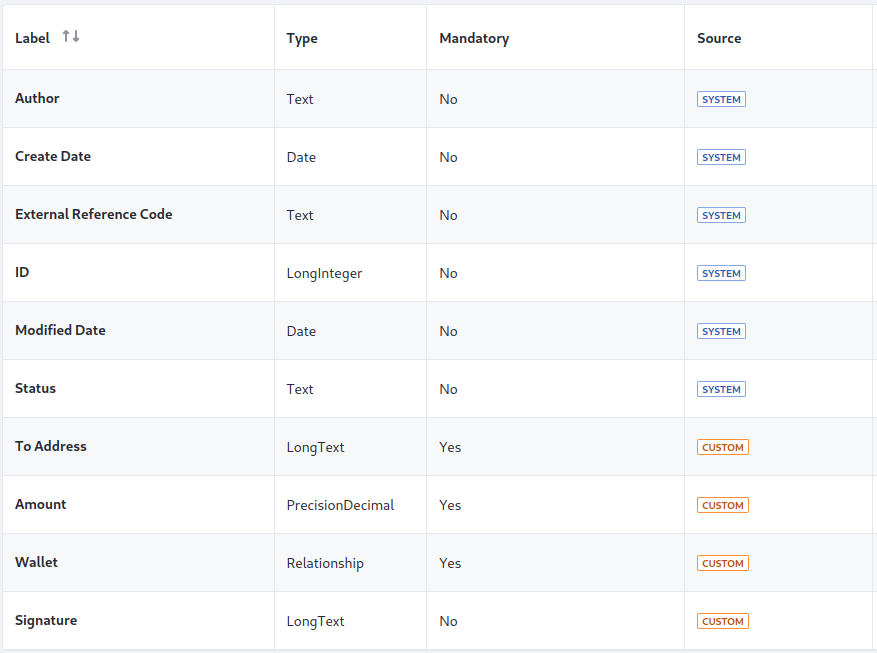 Label Type Mandatory Source
Author Text No SYSTEM
Create Date Date No SYSTEM
External Reference Code Text No SYSTEM
ID LongInteger No SYSTEM
Modified Date Date No SYSTEM
Status Text No SYSTEM
To Address LongText Yes CUSTOM
Amount PrecisionDecimal Yes CUSTOM
Wallet Relationship Yes CUSTOM
Signature LongText No CUSTOM